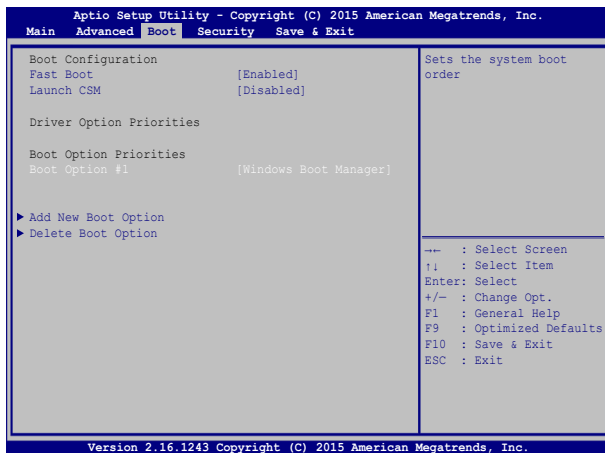 Aptio Setup Utility - Copyright (C) 2015 American Megatrends, Inc.
Main Advanced Boot Security Save & Exit
Boot Configuration
Fast Boot [Enabled]
Launch CSM [Disabled]
Driver Option Priorities
Boot Option Priorities
Boot Option #1 [Windows Boot Manager]
Add New Boot Option
Delete Boot Option
Sets the system boot
order
→← : Select Screen
↑↓ : Select Item
Enter: Select
+/— : Change Opt.
F1 : General Help
F9 : Optimized Defaults
F10 : Save & Exit
ESC : Exit
Version 2.16.1243 Copyright (C) 2015 American Megatrends, Inc.